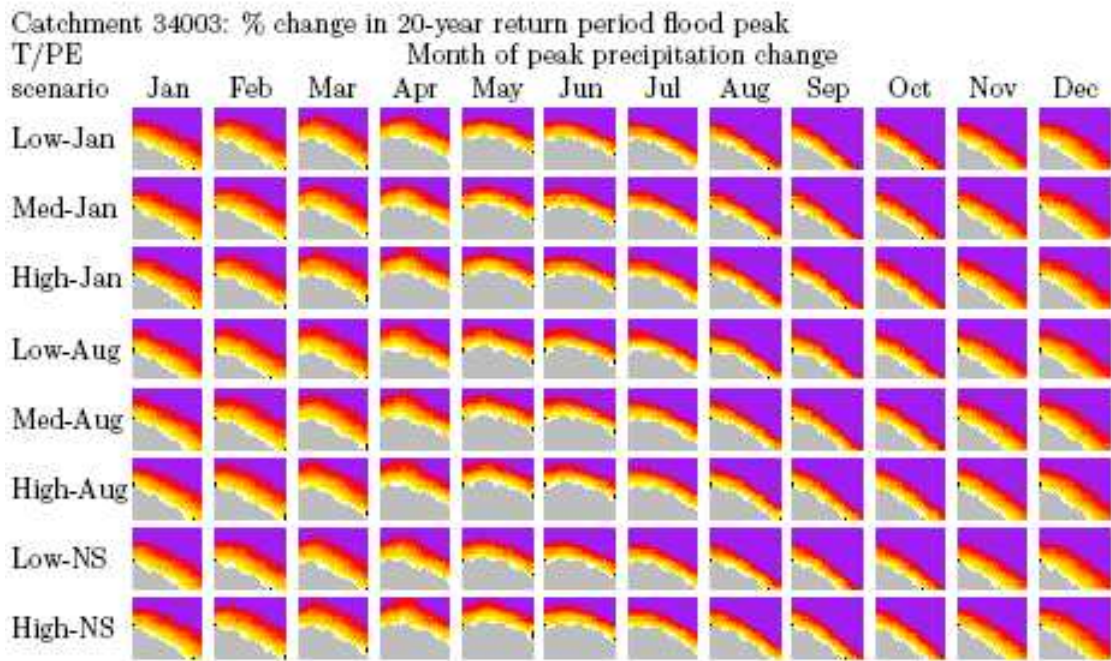 Catchment 34003: % change in 20-year return period flood peak
T/PE Month of peak precipitation change
scenario Jan Feb Mar Apr May Jun Jul Aug Sep Oct Nov Dec
Low-Jan
Med-Jan
High-Jan
Low-Aug
Med-Aug
High-Aug
Low-NS
High-NS